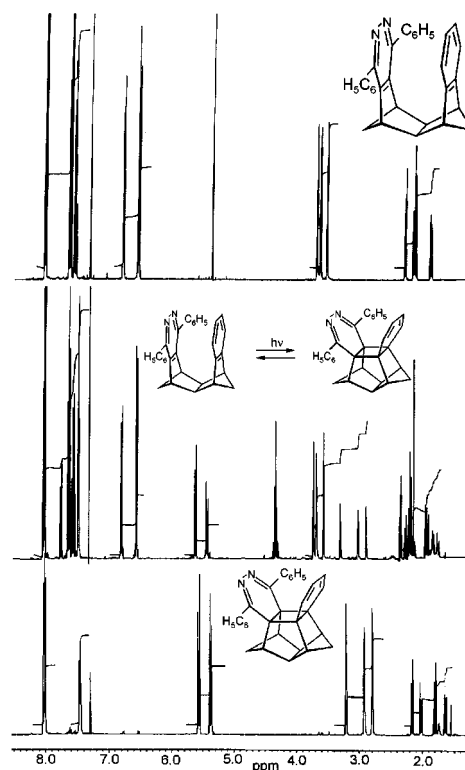 N N C₆H₅
H₅C₆
N N C₆H₅ hν N N C₆H₅
H₅C₆ H₅C₆
N N C₆H₅
H₅C₆
8.0 7.0 6.0 5.0 4.0 3.0 2.0
ppm